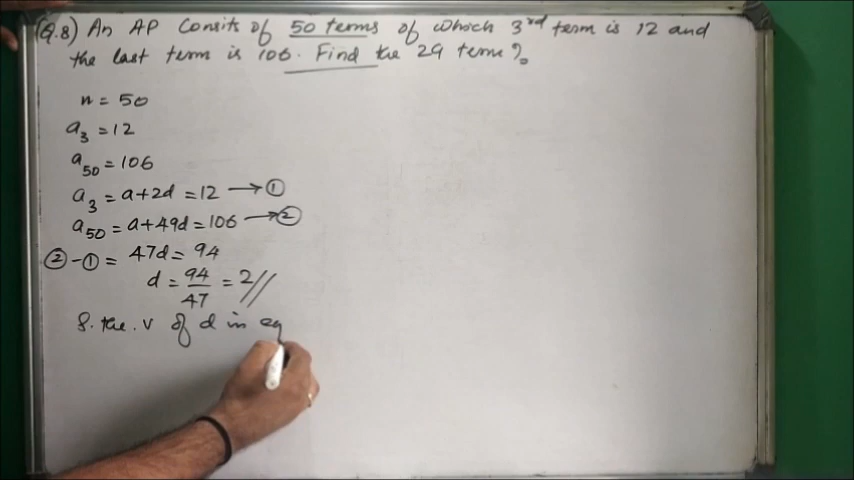 (Q.8) An AP Consits of 50 terms of which 3rd term is 12 and
the last term is 106. Find the 29 term?
n = 50
a3 = 12
a50 = 106
a3 = a+2d = 12 → ①
a50 = a+49d = 106 → ②
② - ① = 47d = 94
d = 94/47 = 2//
S. the. v of d in eq